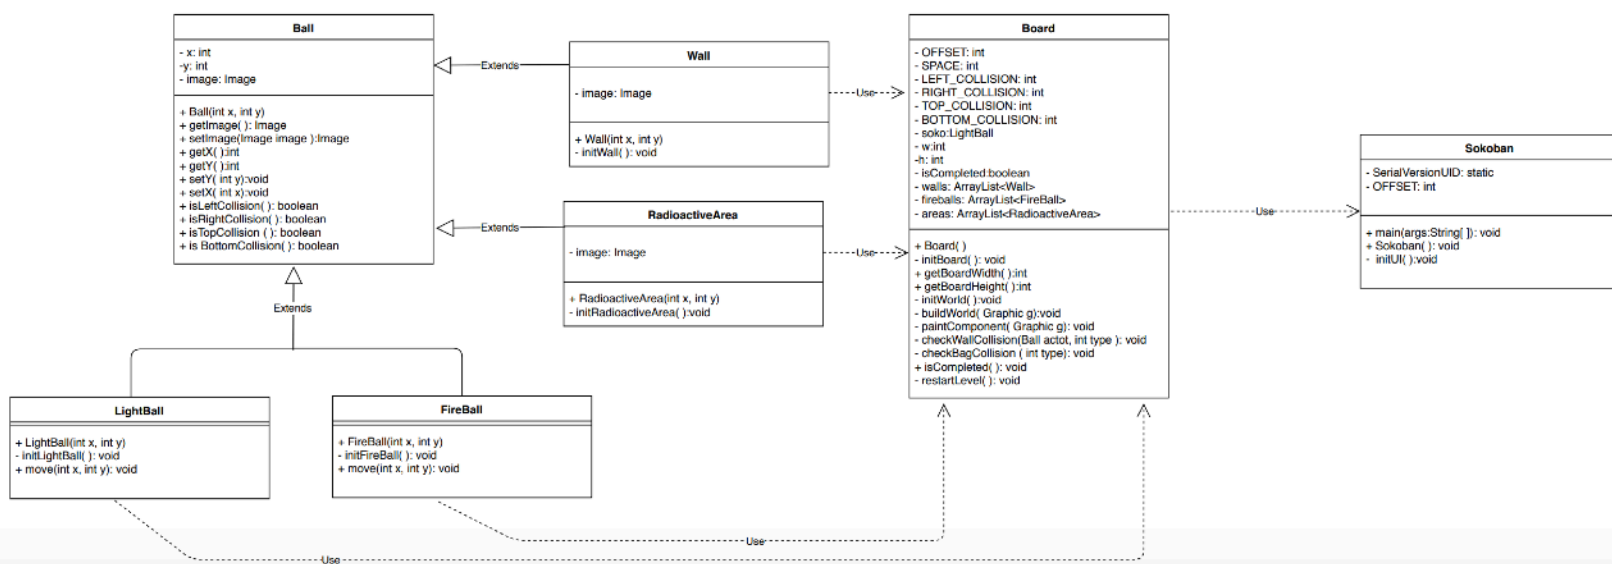 Ball
- x: int
-y: int
- image: Image
+ Ball(int x, int y)
+ getImage( ): Image
+ setImage(Image image ):Image
+ getX( ):int
+ getY( ):int
+ setY( int y):void
+ setX( int x):void
+ isLeftCollision( ): boolean
+ isRightCollision( ): boolean
+ isTopCollision ( ): boolean
+ is BottomCollision( ): boolean
Extends
Wall
- image: Image
+ Wall(int x, int y)
- initWall( ): void
Use
Extends
RadioactiveArea
- image: Image
+ RadioactiveArea(int x, int y)
- initRadioactiveArea( ):void
Use
Board
- OFFSET: int
- SPACE: int
- LEFT_COLLISION: int
- RIGHT_COLLISION: int
- TOP_COLLISION: int
- BOTTOM_COLLISION: int
- soko:LightBall
- w:int
-h: int
- isCompleted:boolean
- walls: ArrayList<Wall>
- fireballs: ArrayList<FireBall>
- areas: ArrayList<RadioactiveArea>
+ Board( )
- initBoard( ): void
+ getBoardWidth( ):int
+ getBoardHeight( ):int
- initWorld( ):void
- buildWorld( Graphic g):void
- paintComponent( Graphic g): void
- checkWallCollision(Ball actot, int type ): void
- checkBagCollision ( int type): void
+ isCompleted( ): void
- restartLevel( ): void
Use
Sokoban
- SerialVersionUID: static
- OFFSET: int
+ main(args:String[ ]): void
+ Sokoban( ): void
- initUI( ):void
Extends
LightBall
+ LightBall(int x, int y)
- initLightBall( ): void
+ move(int x, int y): void
FireBall
+ FireBall(int x, int y)
- initFireBall( ): void
+ move(int x, int y): void
Use
Use